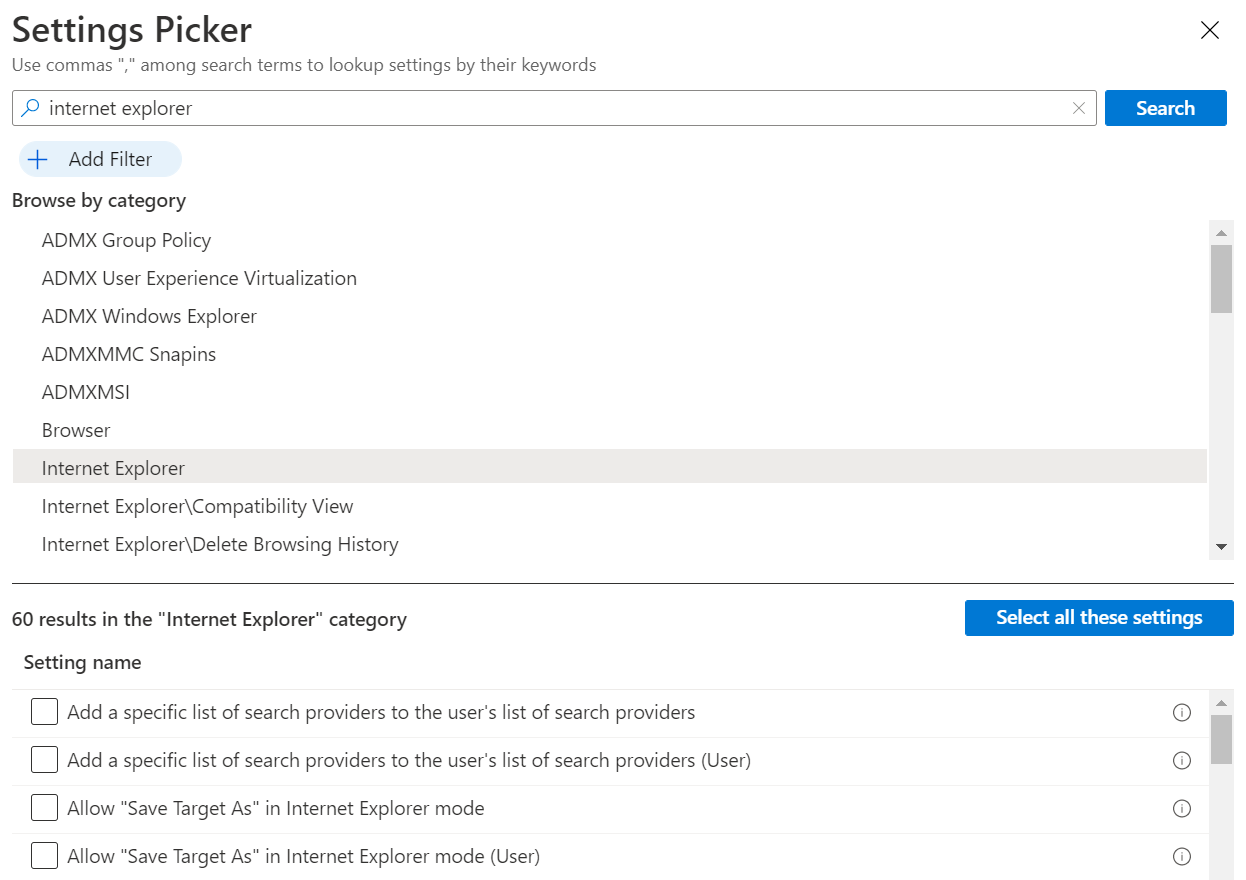 Settings Picker
Use commas "," among search terms to lookup settings by their keywords
internet explorer
Search
Add Filter
Browse by category
ADMX Group Policy
ADMX User Experience Virtualization
ADMX Windows Explorer
ADMXMMC Snapins
ADMXMSI
Browser
Internet Explorer
Internet Explorer\Compatibility View
Internet Explorer\Delete Browsing History
60 results in the "Internet Explorer" category
Select all these settings
Setting name
Add a specific list of search providers to the user's list of search providers
Add a specific list of search providers to the user's list of search providers (User)
Allow "Save Target As" in Internet Explorer mode
Allow "Save Target As" in Internet Explorer mode (User)